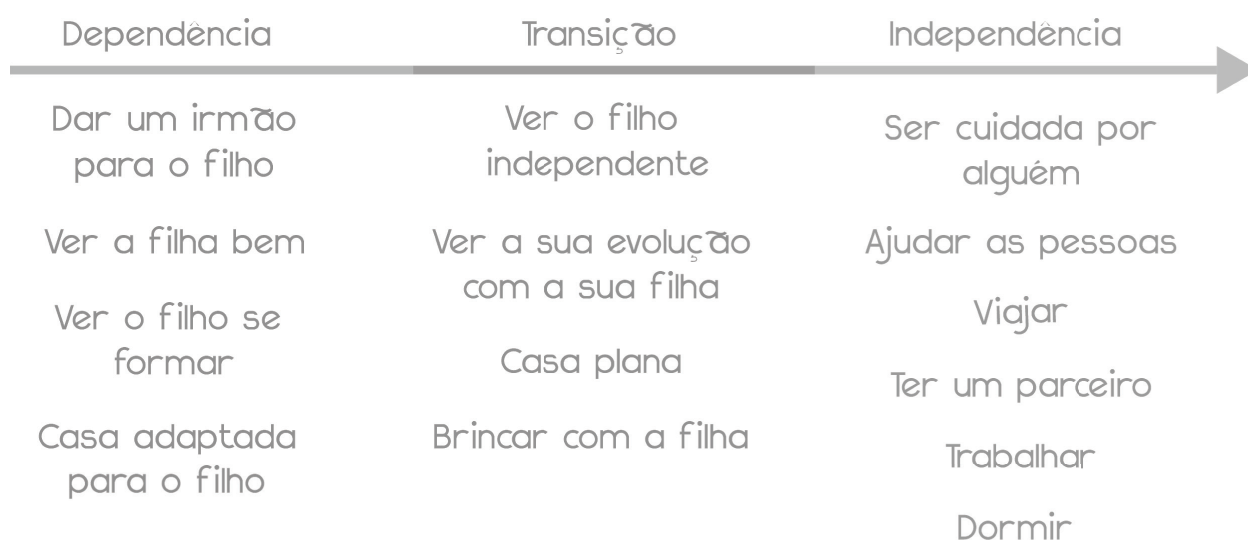 Dependência
Transição
Independência
Dar um irmão
para o filho
Ver a filha bem
Ver o filho se
formar
Casa adaptada
para o filho
Ver o filho
independente
Ver a sua evolução
com a sua filha
Casa plana
Brincar com a filha
Ser cuidada por
alguém
Ajudar as pessoas
Viajar
Ter um parceiro
Trabalhar
Dormir